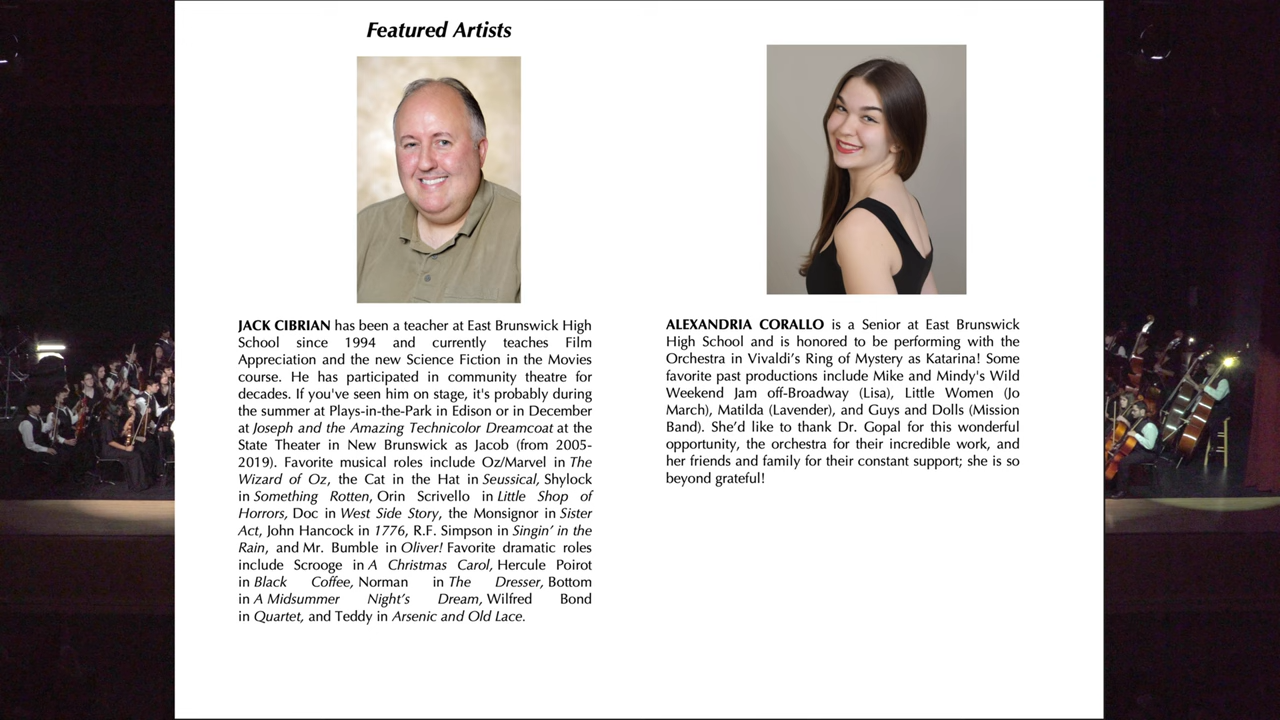 Featured Artists
JACK CIBRIAN has been a teacher at East Brunswick High
School since 1994 and currently teaches Film
Appreciation and the new Science Fiction in the Movies
course. He has participated in community theatre for
decades. If you've seen him on stage, it's probably during
the summer at Plays-in-the-Park in Edison or in December
at Joseph and the Amazing Technicolor Dreamcoat at the
State Theater in New Brunswick as Jacob (from 2005-
2019). Favorite musical roles include Oz/Marvel in The
Wizard of Oz, the Cat in the Hat in Seussical, Shylock
in Something Rotten, Orin Scrivello in Little Shop of
Horrors, Doc in West Side Story, the Monsignor in Sister
Act, John Hancock in 1776, R.F. Simpson in Singin' in the
Rain, and Mr. Bumble in Oliver! Favorite dramatic roles
include Scrooge in A Christmas Carol, Hercule Poirot
in Black Coffee, Norman in The Dresser, Bottom
in A Midsummer Night's Dream, Wilfred Bond
in Quartet, and Teddy in Arsenic and Old Lace.
ALEXANDRIA CORALLO is a Senior at East Brunswick
High School and is honored to be performing with the
Orchestra in Vivaldi's Ring of Mystery as Katarina! Some
favorite past productions include Mike and Mindy's Wild
Weekend Jam off-Broadway (Lisa), Little Women (Jo
March), Matilda (Lavender), and Guys and Dolls (Mission
Band). She'd like to thank Dr. Gopal for this wonderful
opportunity, the orchestra for their incredible work, and
her friends and family for their constant support; she is so
beyond grateful!